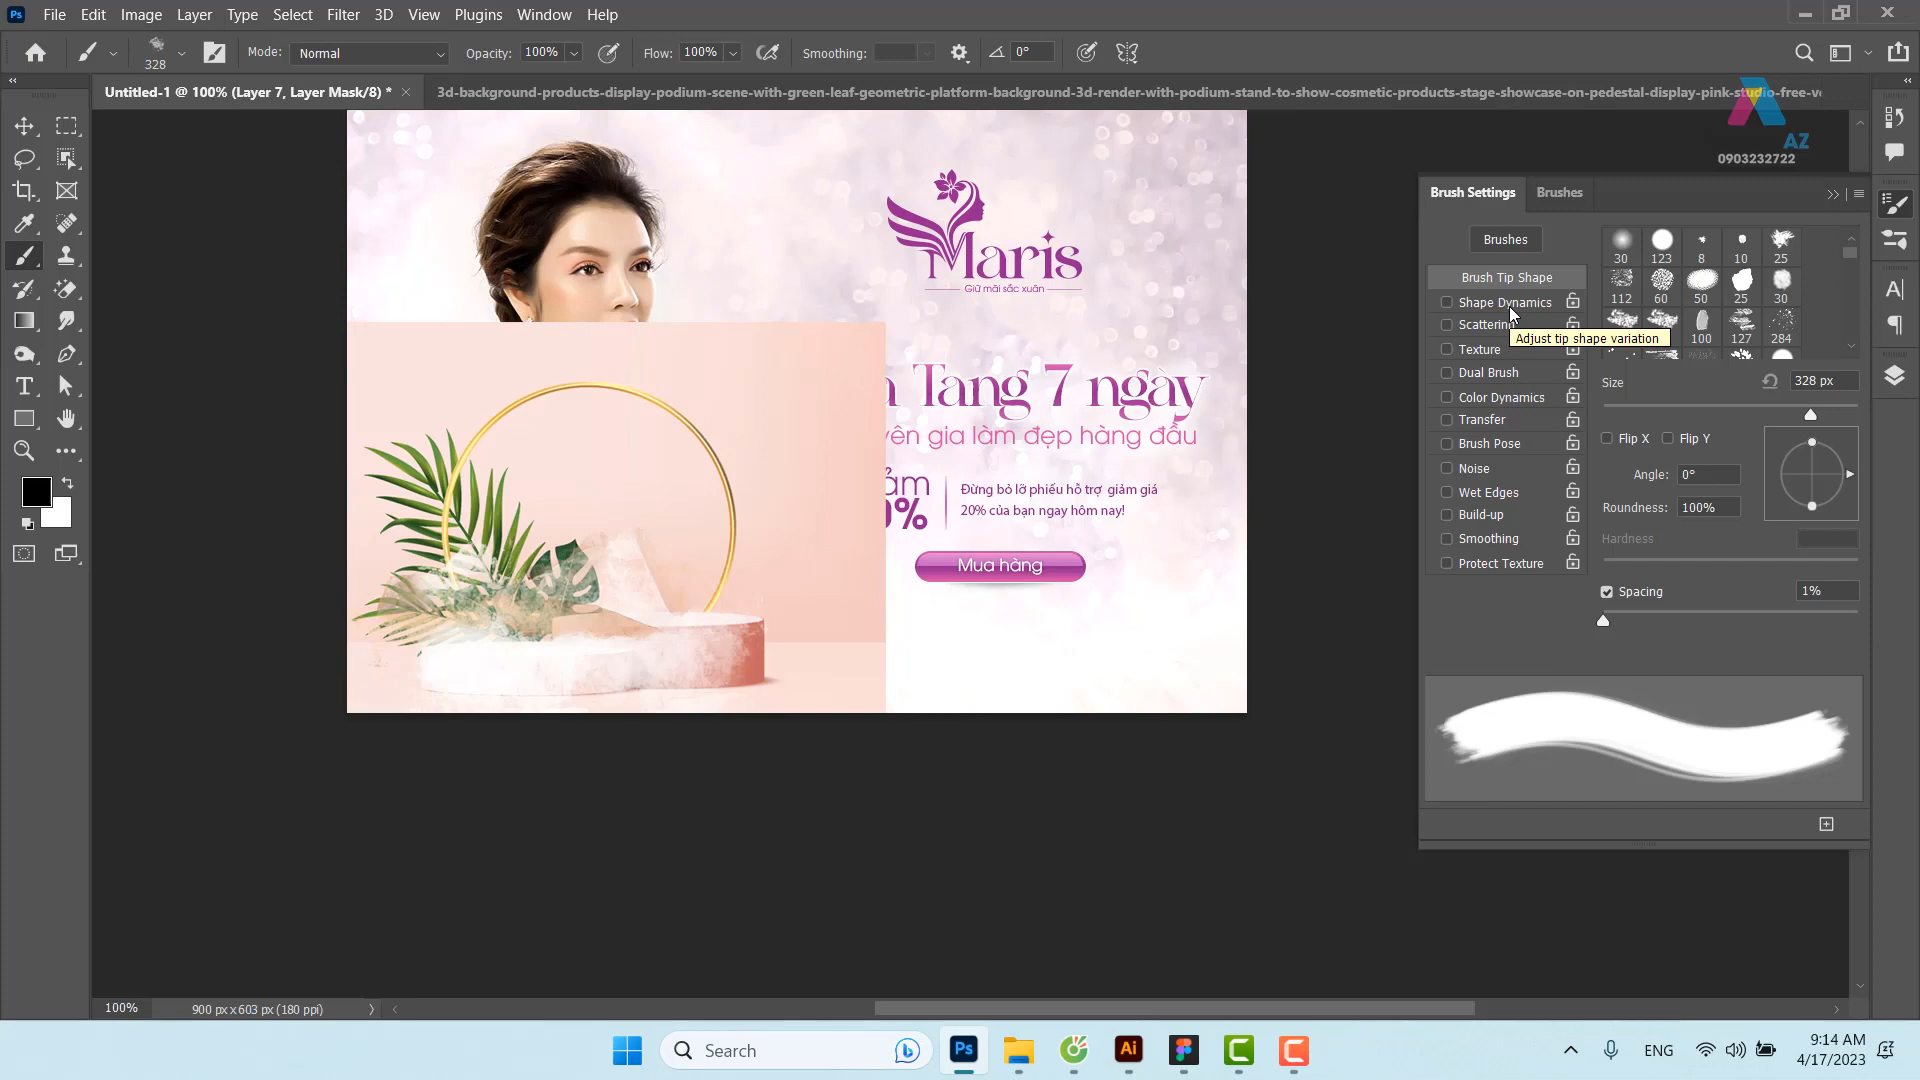 Ps File Edit Image Layer Type Select Filter 3D View Plugins Window Help
328 Mode: Normal Opacity: 100% Flow: 100% Smoothing: 0°
Untitled-1 @ 100% (Layer 7, Layer Mask/8) *
3d-background-products-display-podium-scene-with-green-leaf-geometric-platform-background-3d-render-with-podium-stand-to-show-cosmetic-products-stage-showcase-on-pedestal-display-pink-studio-free-ve
AZ
0903232722
Maris
Giữ mãi sắc xuân
Tang 7 ngày
yên gia làm đẹp hàng đầu
ảm
0%
Đừng bỏ lỡ phiếu hỗ trợ giảm giá
20% của bạn ngay hôm nay!
Mua hàng
Brush Settings
Brushes
Brushes
Brush Tip Shape
Shape Dynamics
Scattering
Texture
Dual Brush
Color Dynamics
Transfer
Brush Pose
Noise
Wet Edges
Build-up
Smoothing
Protect Texture
Adjust tip shape variation
30 123 8 10 25
112 60 50 25 30
100 127 284
Size 328 px
Flip X Flip Y
Angle: 0°
Roundness: 100%
Hardness
Spacing 1%
100% 900 px x 603 px (180 ppi)
Search
Ps
Ai
ENG
9:14 AM
4/17/2023